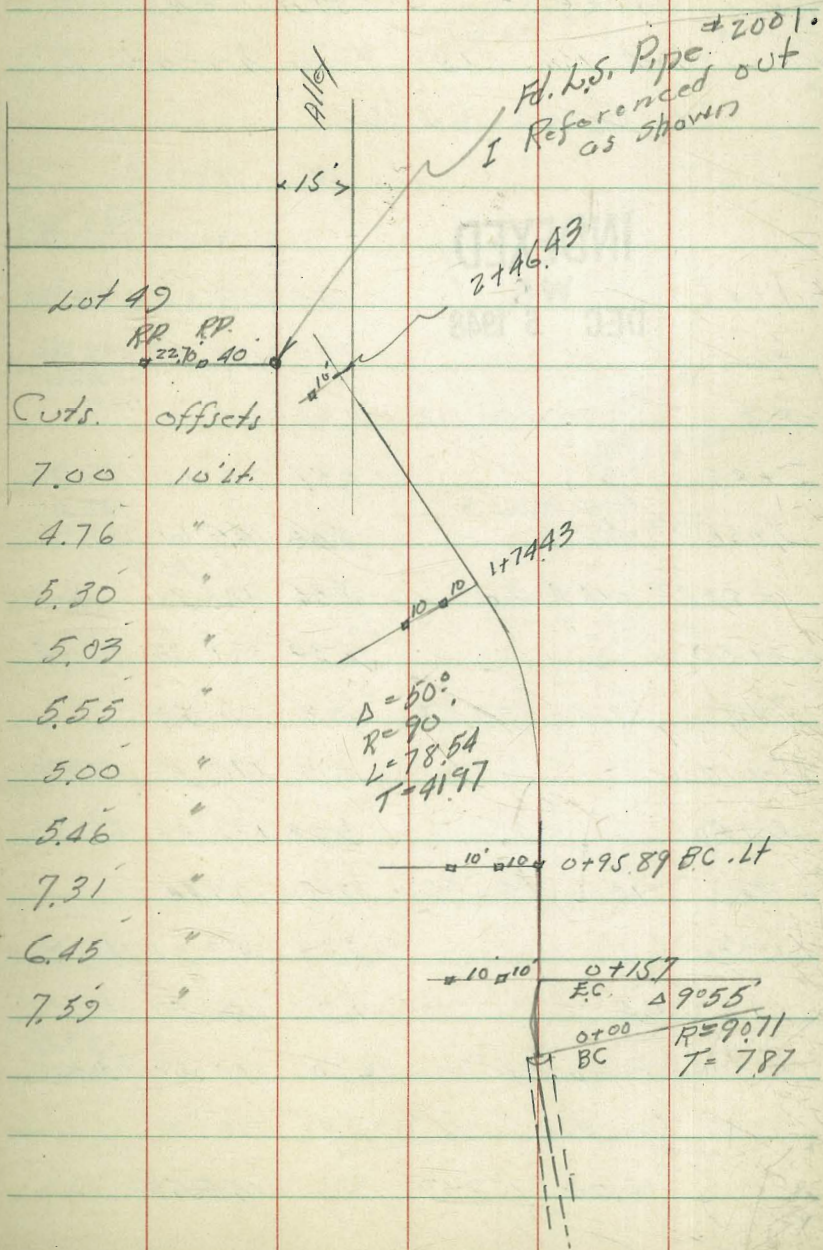 #2001.
Fd. L.S. Pipe
I Referenced out
as shown
Alley
15'
2+46.43
Lot 49
R.P. R.P.
22.70 40
10'
Cuts. offsets
7.00 10' Lt.
4.76 "
5.30 "
5.03 "
5.55 "
5.00 "
5.46 "
7.31 "
6.45 "
7.59 "
1+74.43
10 10
Δ = 50°
R = 90
L = 78.54
T = 41.97
10' 10 0+95.89 B.C. Lt
10' 10' 0+15.7
E.C. Δ 9°55'
0+00 R = 90.71
BC T = 7.87
INDEXED
DEC 1948